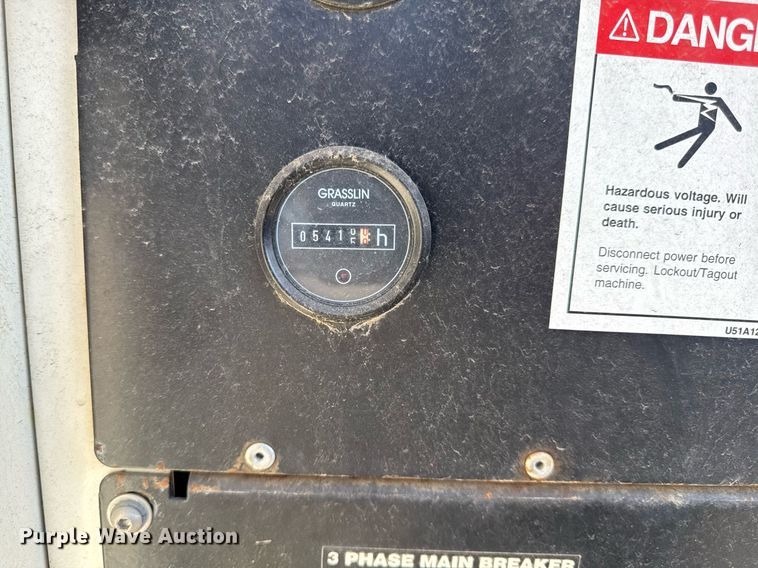 DANGE
GRASSLIN
QUARTZ
0541 h
Hazardous voltage. Will
cause serious injury or
death.
Disconnect power before
servicing. Lockout/Tagout
machine.
U51A12
3 PHASE MAIN BREAKER
Purple Wave Auction